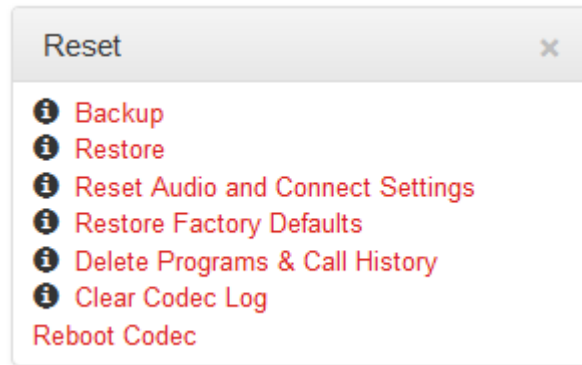 Reset
Backup
Restore
Reset Audio and Connect Settings
Restore Factory Defaults
Delete Programs & Call History
Clear Codec Log
Reboot Codec